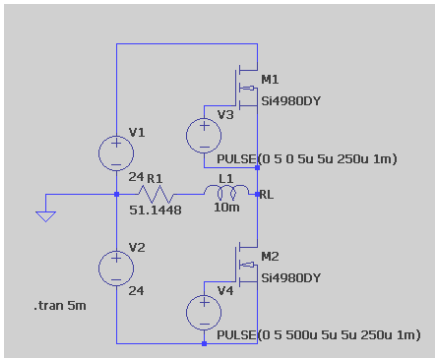 M1
Si4980DY
V3
PULSE(0 5 0 5u 5u 250u 1m)
V1
24
R1
51.1448
L1
10m
RL
V2
24
M2
Si4980DY
V4
PULSE(0 5 500u 5u 5u 250u 1m)
.tran 5m